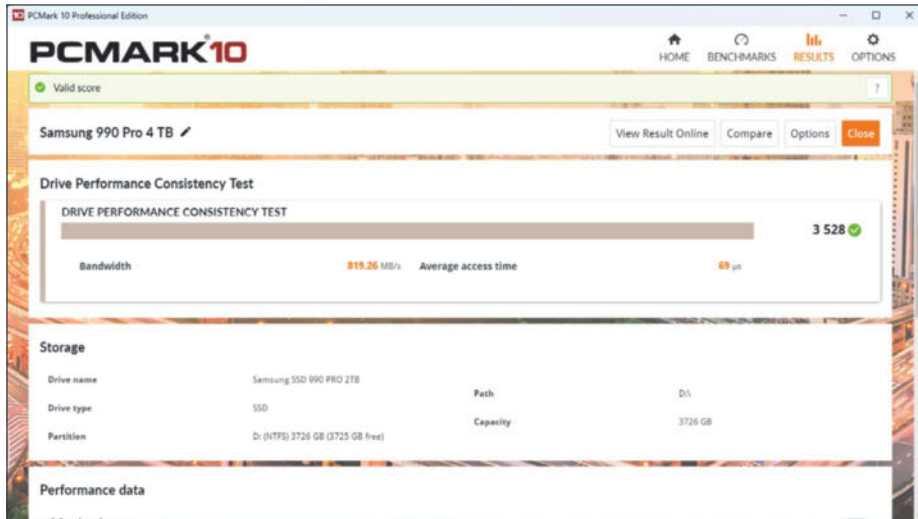 PCMark 10 Professional Edition
PCMARK 10
HOME BENCHMARKS RESULTS OPTIONS
Valid score
?
Samsung 990 Pro 4 TB
View Result Online Compare Options Close
Drive Performance Consistency Test
DRIVE PERFORMANCE CONSISTENCY TEST
3 528
Bandwidth 819.26 MB/s Average access time 69 µs
Storage
Drive name Samsung SSD 990 PRO 2TB
Path D:\
Drive type SSD
Capacity 3726 GB
Partition D: (NTFS) 3726 GB (3725 GB free)
Performance data